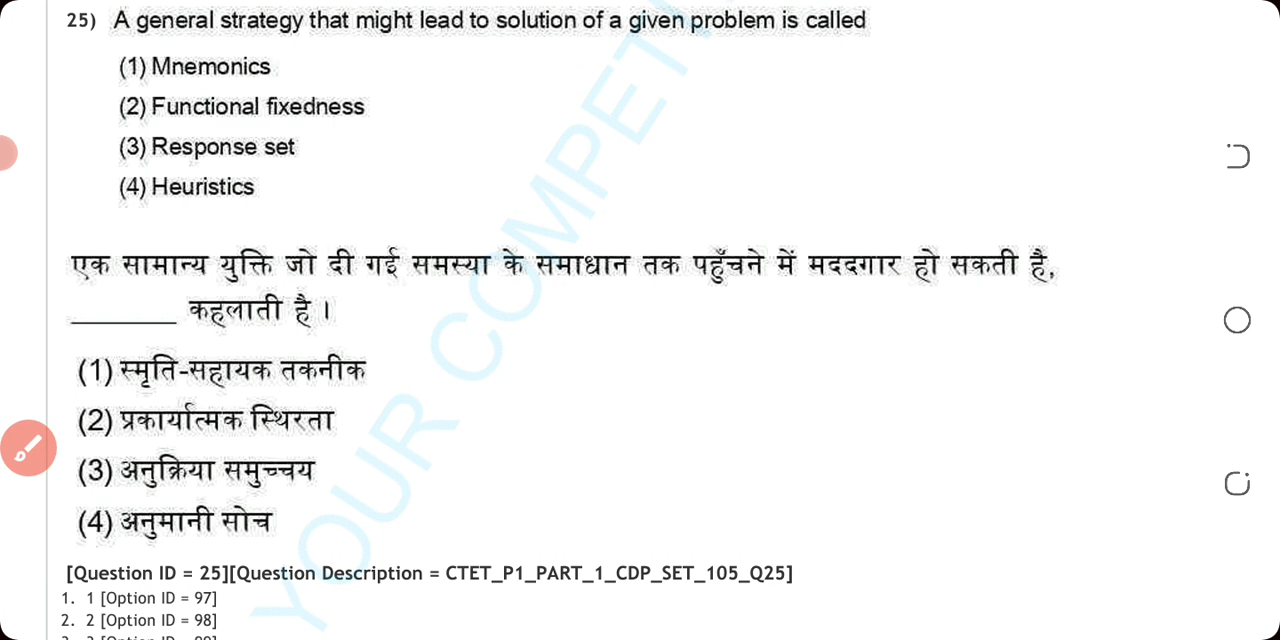 25) A general strategy that might lead to solution of a given problem is called
(1) Mnemonics
(2) Functional fixedness
(3) Response set
(4) Heuristics
एक सामान्य युक्ति जो दी गई समस्या के समाधान तक पहुँचने में मददगार हो सकती है,
________ कहलाती है ।
(1) स्मृति-सहायक तकनीक
(2) प्रकार्यात्मक स्थिरता
(3) अनुक्रिया समुच्चय
(4) अनुमानी सोच
[Question ID = 25][Question Description = CTET_P1_PART_1_CDP_SET_105_Q25]
1. 1 [Option ID = 97]
2. 2 [Option ID = 98]
YOUR COMPET